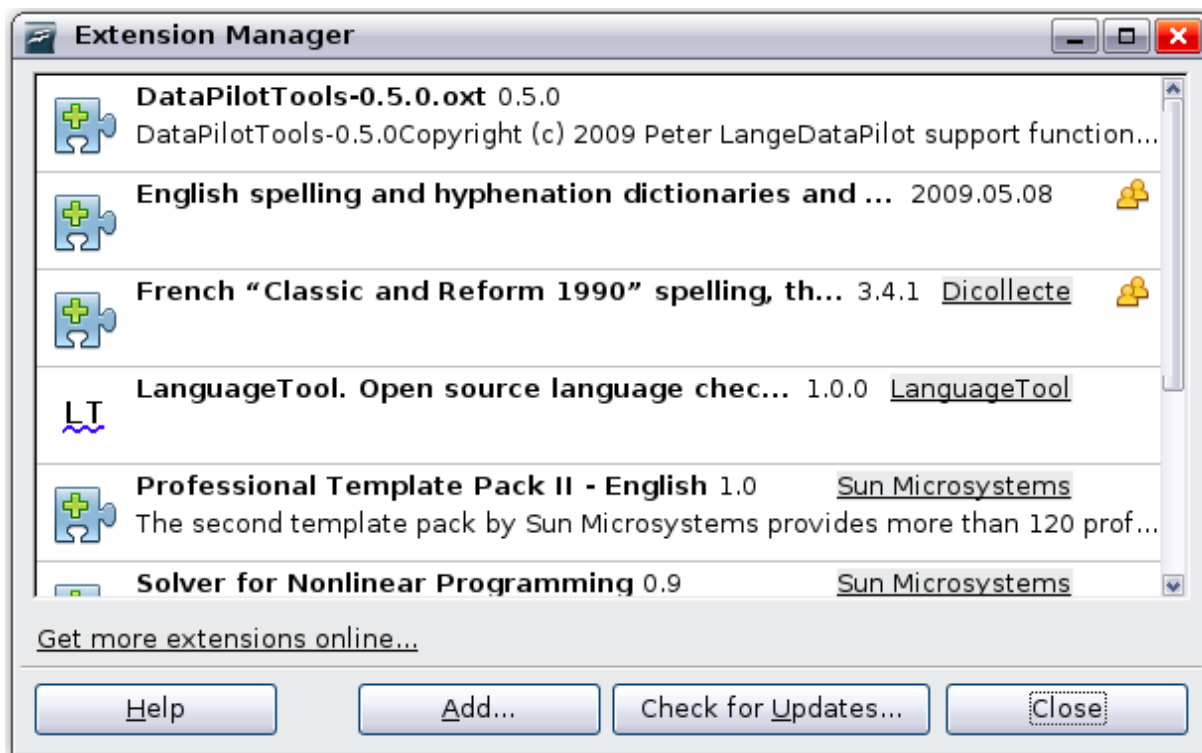 Extension Manager
DataPilotTools-0.5.0.oxt 0.5.0
DataPilotTools-0.5.0Copyright (c) 2009 Peter LangeDataPilot support function...
English spelling and hyphenation dictionaries and ... 2009.05.08
French “Classic and Reform 1990” spelling, th... 3.4.1 Dicollecte
LanguageTool. Open source language chec... 1.0.0 LanguageTool
LT
Professional Template Pack II - English 1.0 Sun Microsystems
The second template pack by Sun Microsystems provides more than 120 prof...
Solver for Nonlinear Programming 0.9 Sun Microsystems
Get more extensions online...
Help Add... Check for Updates... Close